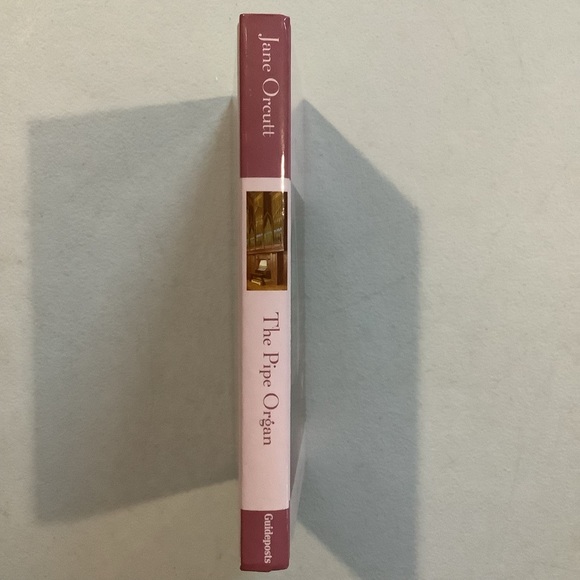 Jane Orcutt
The Pipe Organ
Guideposts